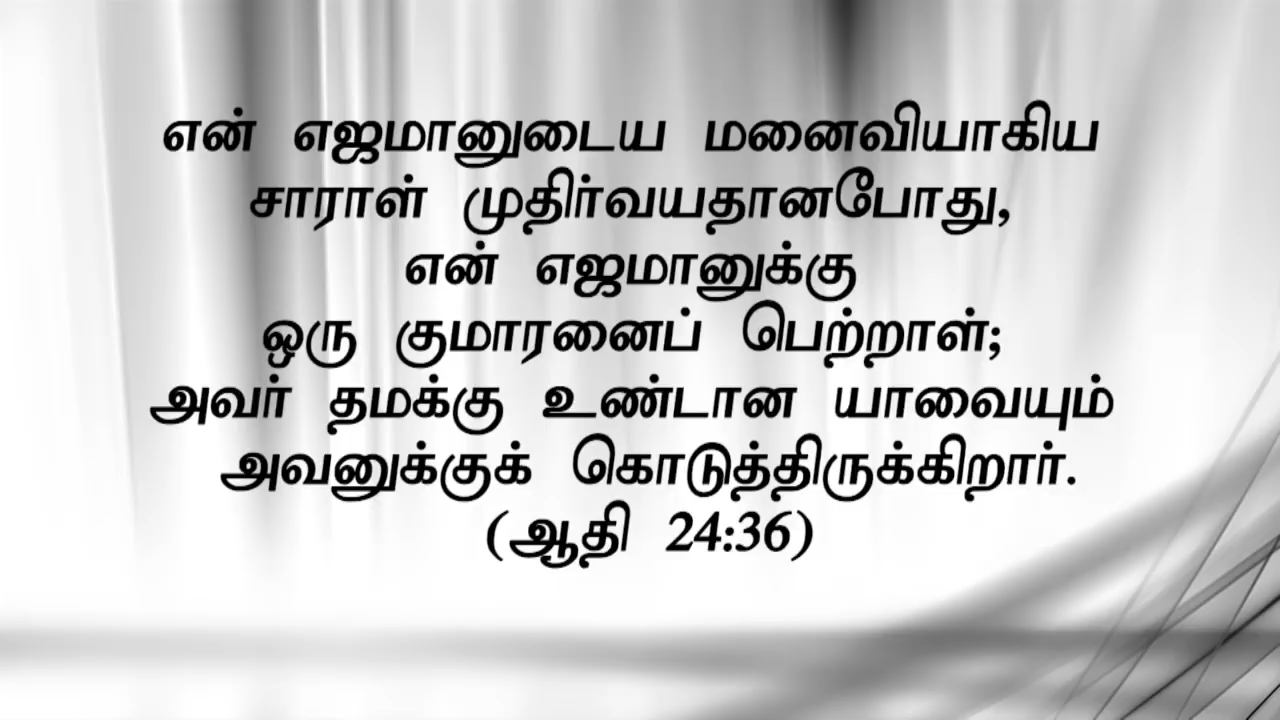 என் எஜமானுடைய மனைவியாகிய
சாராள் முதிர்வயதானபோது,
என் எஜமானுக்கு
ஒரு குமாரனைப் பெற்றாள்;
அவர் தமக்கு உண்டான யாவையும்
அவனுக்குக் கொடுத்திருக்கிறார்.
(ஆதி 24:36)